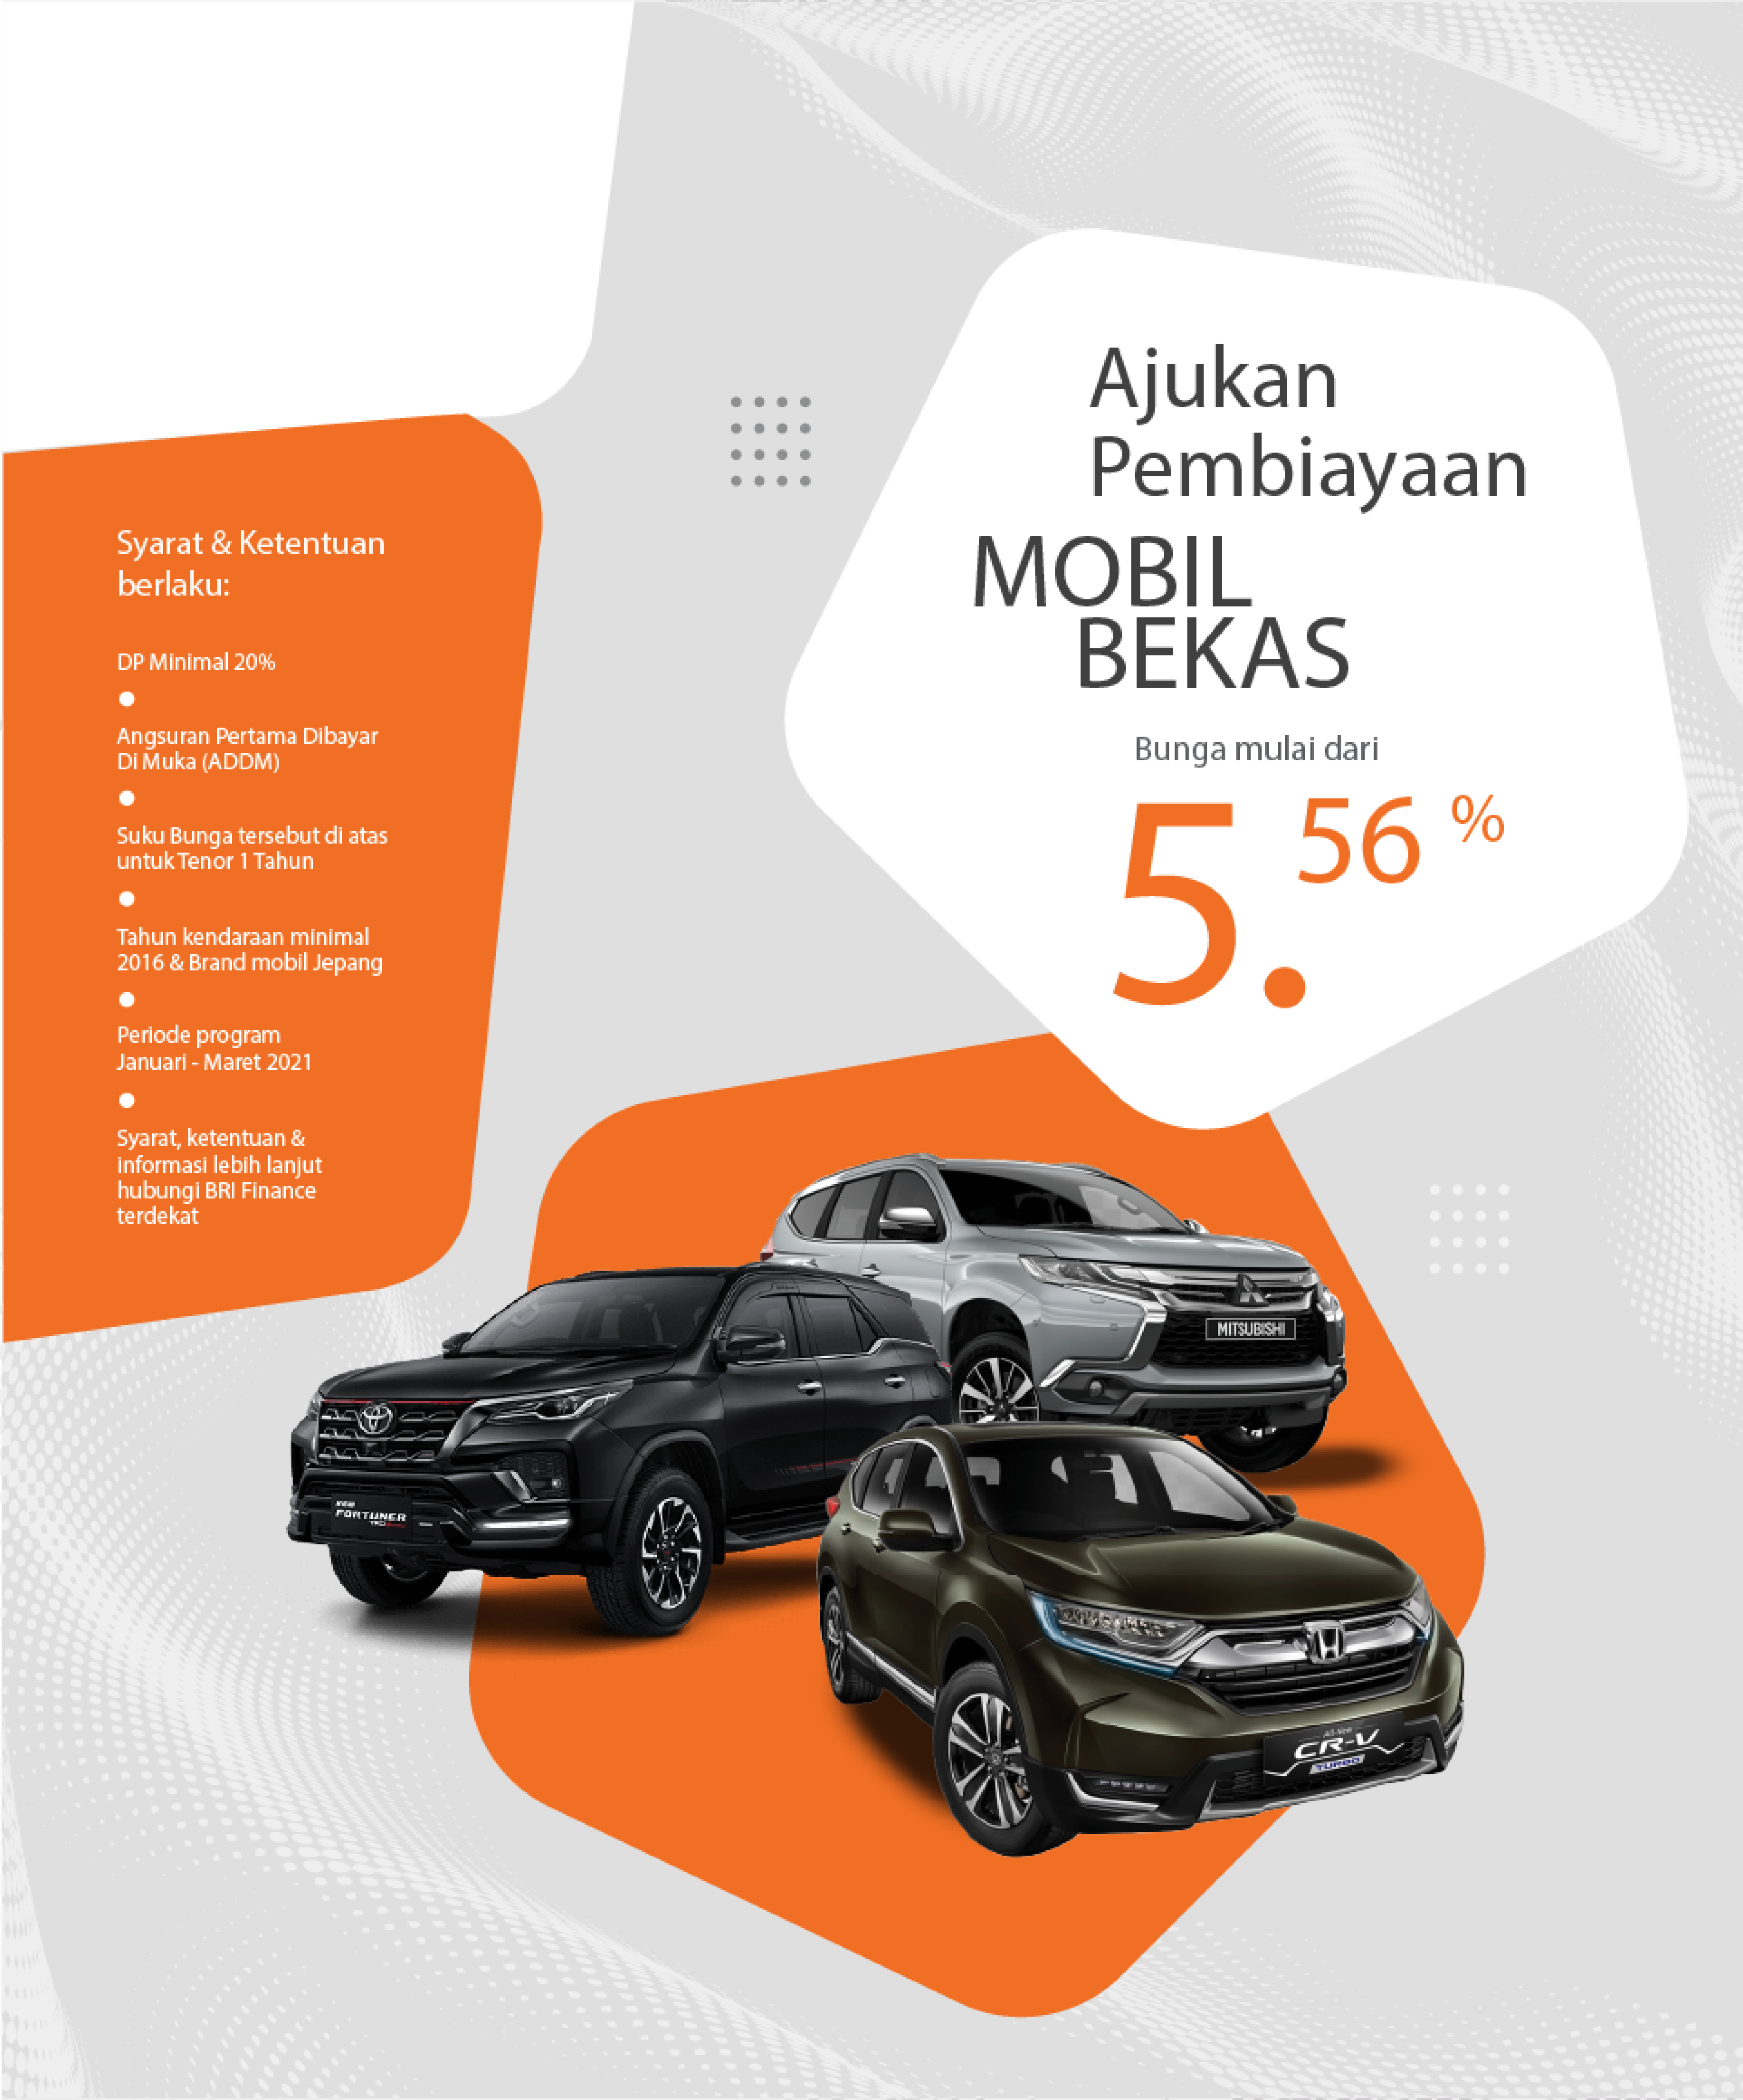 Ajukan
Pembiayaan
MOBIL
BEKAS
Bunga mulai dari
5.56 %
Syarat & Ketentuan
berlaku:
DP Minimal 20%
Angsuran Pertama Dibayar
Di Muka (ADDM)
Suku Bunga tersebut di atas
untuk Tenor 1 Tahun
Tahun kendaraan minimal
2016 & Brand mobil Jepang
Periode program
Januari - Maret 2021
Syarat, ketentuan &
informasi lebih lanjut
hubungi BRI Finance
terdekat
MITSUBISHI
NEW
FORTUNER
TRD
All-New
CR-V
TURBO